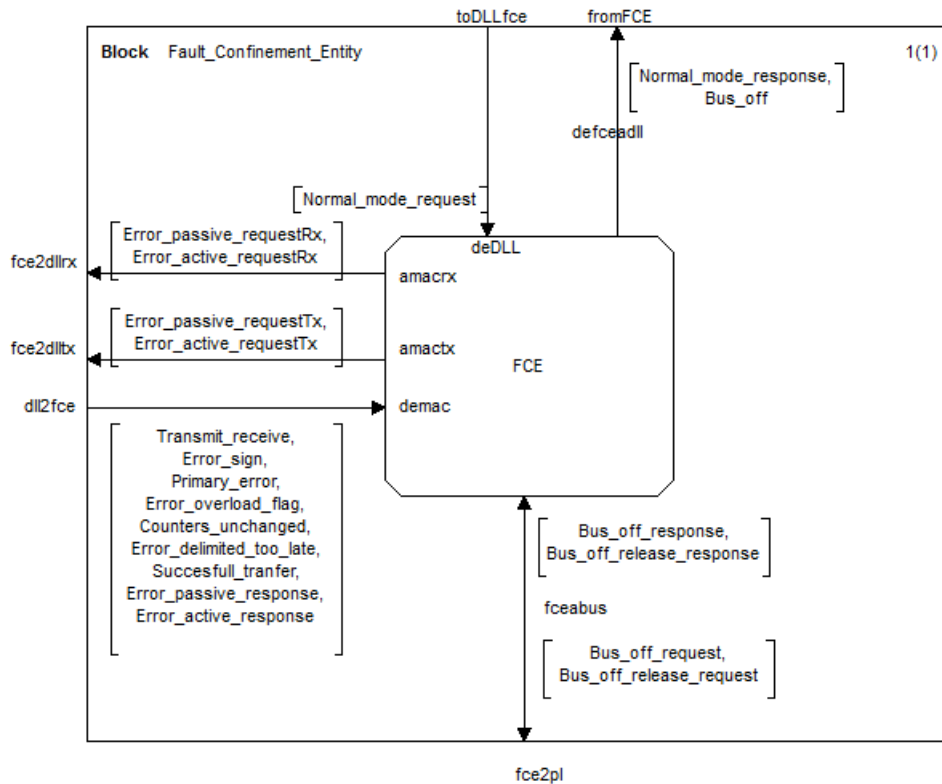 toDLLfce fromFCE
Block Fault_Confinement_Entity 1(1)
Normal_mode_response,
Bus_off
defceadll
Normal_mode_request
deDLL
Error_passive_requestRx,
Error_active_requestRx
fce2dllrx
amacrx
Error_passive_requestTx,
Error_active_requestTx
fce2dlltx
amactx
FCE
dll2fce
demac
Transmit_receive,
Error_sign,
Primary_error,
Error_overload_flag,
Counters_unchanged,
Error_delimited_too_late,
Succesfull_tranfer,
Error_passive_response,
Error_active_response
Bus_off_response,
Bus_off_release_response
fceabus
Bus_off_request,
Bus_off_release_request
fce2pl